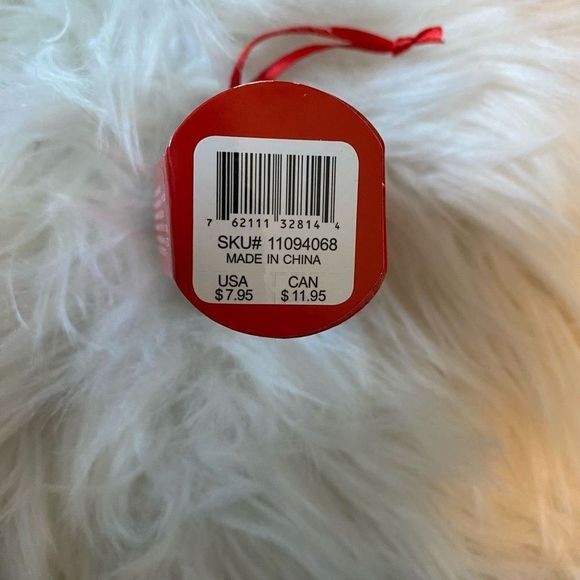 7 62111 32814 4
SKU# 11094068
MADE IN CHINA
USA CAN
$7.95 $11.95